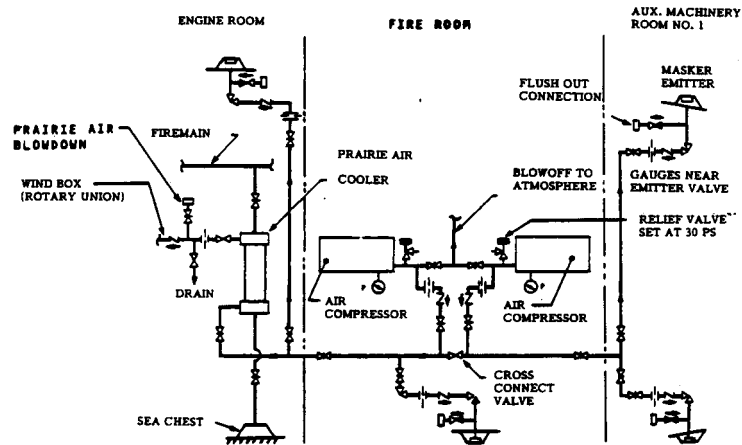 ENGINE ROOM
FIRE ROOM
AUX. MACHINERY
ROOM NO. 1
MASKER
EMITTER
FLUSH OUT
CONNECTION
PRAIRIE AIR
BLOWDOWN
FIREMAIN
WIND BOX
(ROTARY UNION)
PRAIRIE AIR
COOLER
BLOWOFF TO
ATMOSPHERE
GAUGES NEAR
EMITTER VALVE
RELIEF VALVE
SET AT 30 PS
DRAIN
AIR
COMPRESSOR
P
AIR
COMPRESSOR
P
CROSS
CONNECT
VALVE
SEA CHEST